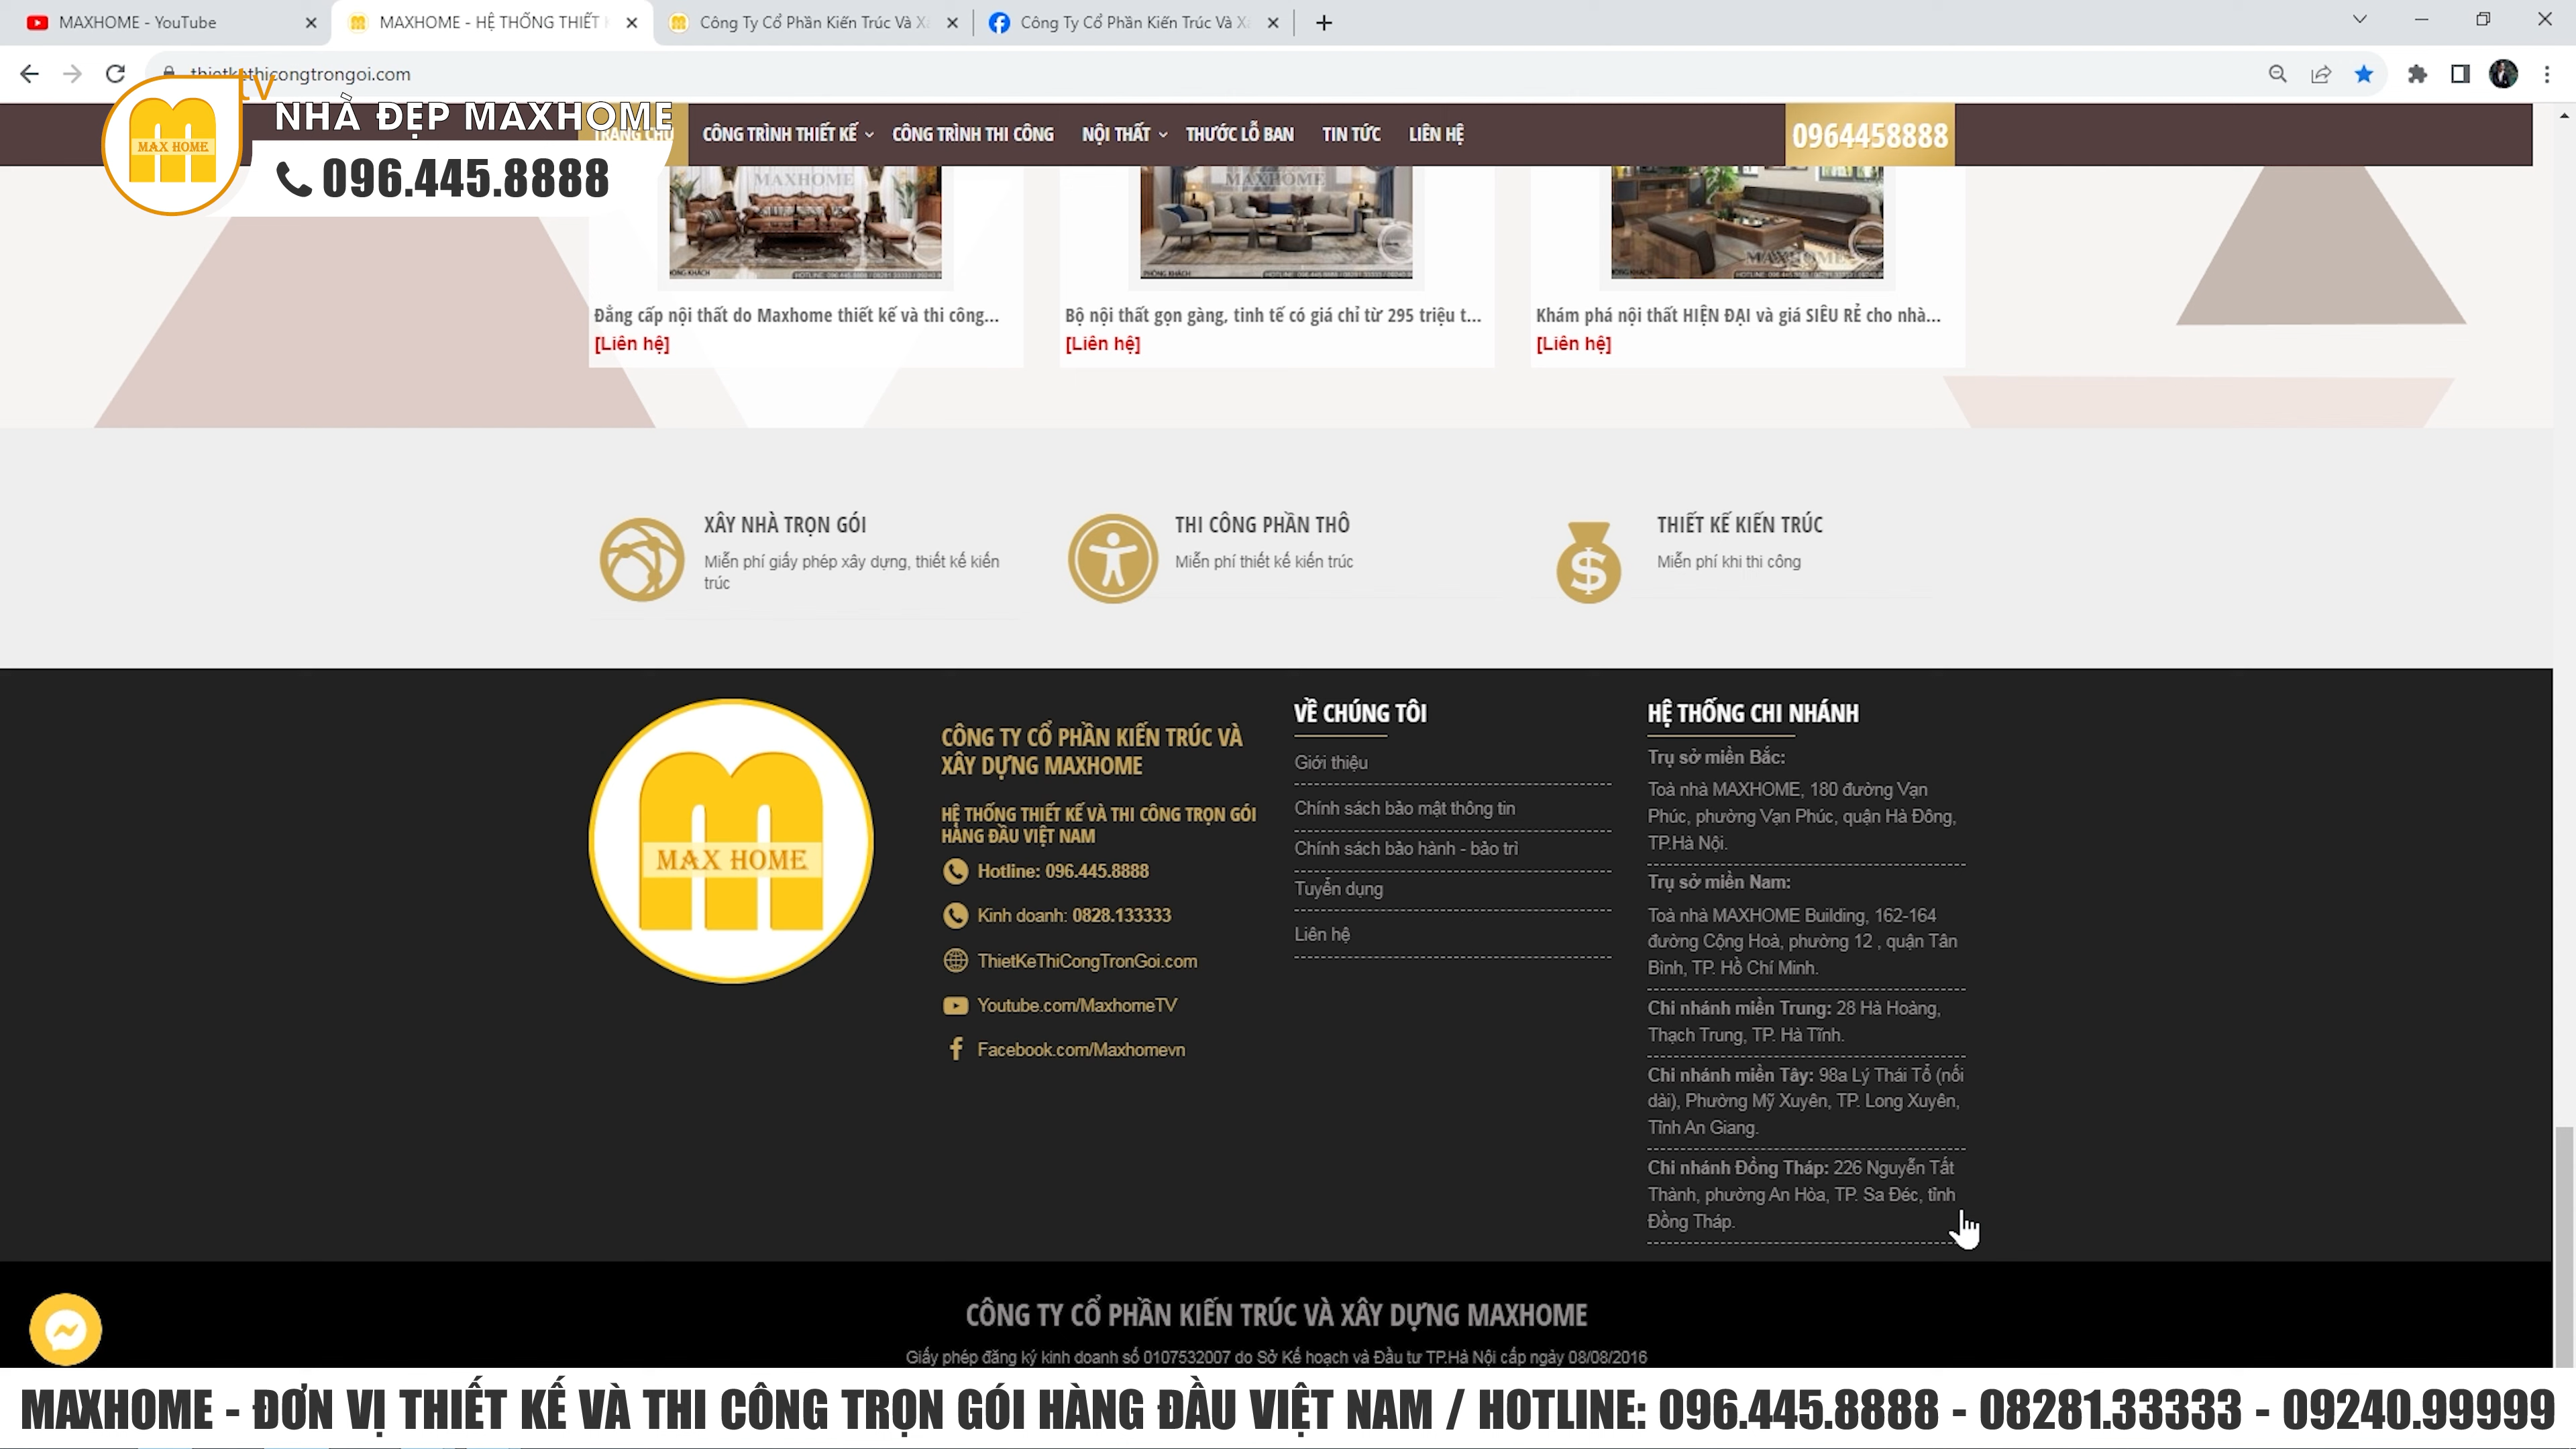 MAXHOME - YouTube
MAXHOME - HỆ THỐNG THIẾT
Công Ty Cổ Phần Kiến Trúc Và X
Công Ty Cổ Phần Kiến Trúc Và X
thietkethicongtrongoi.com
tv
NHÀ ĐẸP MAXHOME
MAX HOME
096.445.8888
TRANG CHỦ
CÔNG TRÌNH THIẾT KẾ
CÔNG TRÌNH THI CÔNG
NỘI THẤT
THƯỚC LỖ BAN
TIN TỨC
LIÊN HỆ
0964458888
MAXHOME
MAXHOME
MAXHOME
PHÒNG KHÁCH
Đẳng cấp nội thất do Maxhome thiết kế và thi công...
[Liên hệ]
Bộ nội thất gọn gàng, tinh tế có giá chỉ từ 295 triệu t...
[Liên hệ]
Khám phá nội thất HIỆN ĐẠI và giá SIÊU RẺ cho nhà...
[Liên hệ]
XÂY NHÀ TRỌN GÓI
Miễn phí giấy phép xây dựng, thiết kế kiến
trúc
THI CÔNG PHẦN THÔ
Miễn phí thiết kế kiến trúc
THIẾT KẾ KIẾN TRÚC
Miễn phí khi thi công
MAX HOME
CÔNG TY CỔ PHẦN KIẾN TRÚC VÀ
XÂY DỰNG MAXHOME
HỆ THỐNG THIẾT KẾ VÀ THI CÔNG TRỌN GÓI
HÀNG ĐẦU VIỆT NAM
Hotline: 096.445.8888
Kinh doanh: 0828.133333
ThietKeThiCongTronGoi.com
Youtube.com/MaxhomeTV
Facebook.com/Maxhomevn
VỀ CHÚNG TÔI
Giới thiệu
Chính sách bảo mật thông tin
Chính sách bảo hành - bảo trì
Tuyển dụng
Liên hệ
HỆ THỐNG CHI NHÁNH
Trụ sở miền Bắc:
Toà nhà MAXHOME, 180 đường Vạn
Phúc, phường Vạn Phúc, quận Hà Đông,
TP.Hà Nội.
Trụ sở miền Nam:
Toà nhà MAXHOME Building, 162-164
đường Cộng Hoà, phường 12 , quận Tân
Bình, TP. Hồ Chí Minh.
Chi nhánh miền Trung: 28 Hà Hoàng,
Thạch Trung, TP. Hà Tĩnh.
Chi nhánh miền Tây: 98a Lý Thái Tổ (nối
dài), Phường Mỹ Xuyên, TP. Long Xuyên,
Tỉnh An Giang.
Chi nhánh Đồng Tháp: 226 Nguyễn Tất
Thành, phường An Hòa, TP. Sa Đéc, tỉnh
Đồng Tháp.
CÔNG TY CỔ PHẦN KIẾN TRÚC VÀ XÂY DỰNG MAXHOME
Giấy phép đăng ký kinh doanh số 0107532007 do Sở Kế hoạch và Đầu tư TP.Hà Nội cấp ngày 08/08/2016
MAXHOME - ĐƠN VỊ THIẾT KẾ VÀ THI CÔNG TRỌN GÓI HÀNG ĐẦU VIỆT NAM / HOTLINE: 096.445.8888 - 08281.33333 - 09240.99999